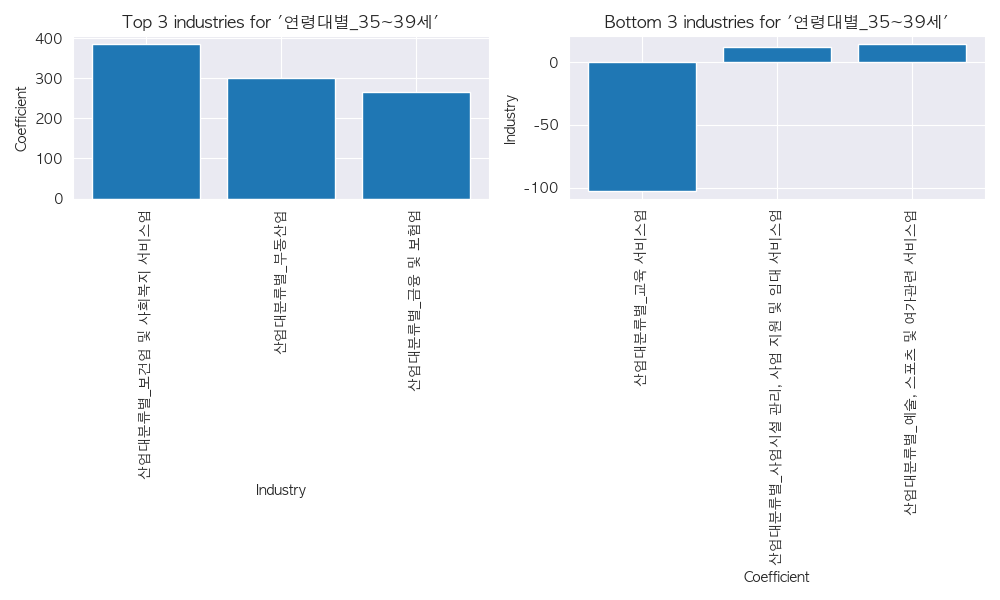 Top 3 industries for '연령대별_35~39세'
Coefficient
400
300
200
100
0
산업대분류별_보건업 및 사회복지 서비스업
산업대분류별_부동산업
산업대분류별_금융 및 보험업
Industry
Bottom 3 industries for '연령대별_35~39세'
Industry
0
-50
-100
산업대분류별_교육 서비스업
산업대분류별_사업시설 관리, 사업 지원 및 임대 서비스업
산업대분류별_예술, 스포츠 및 여가관련 서비스업
Coefficient